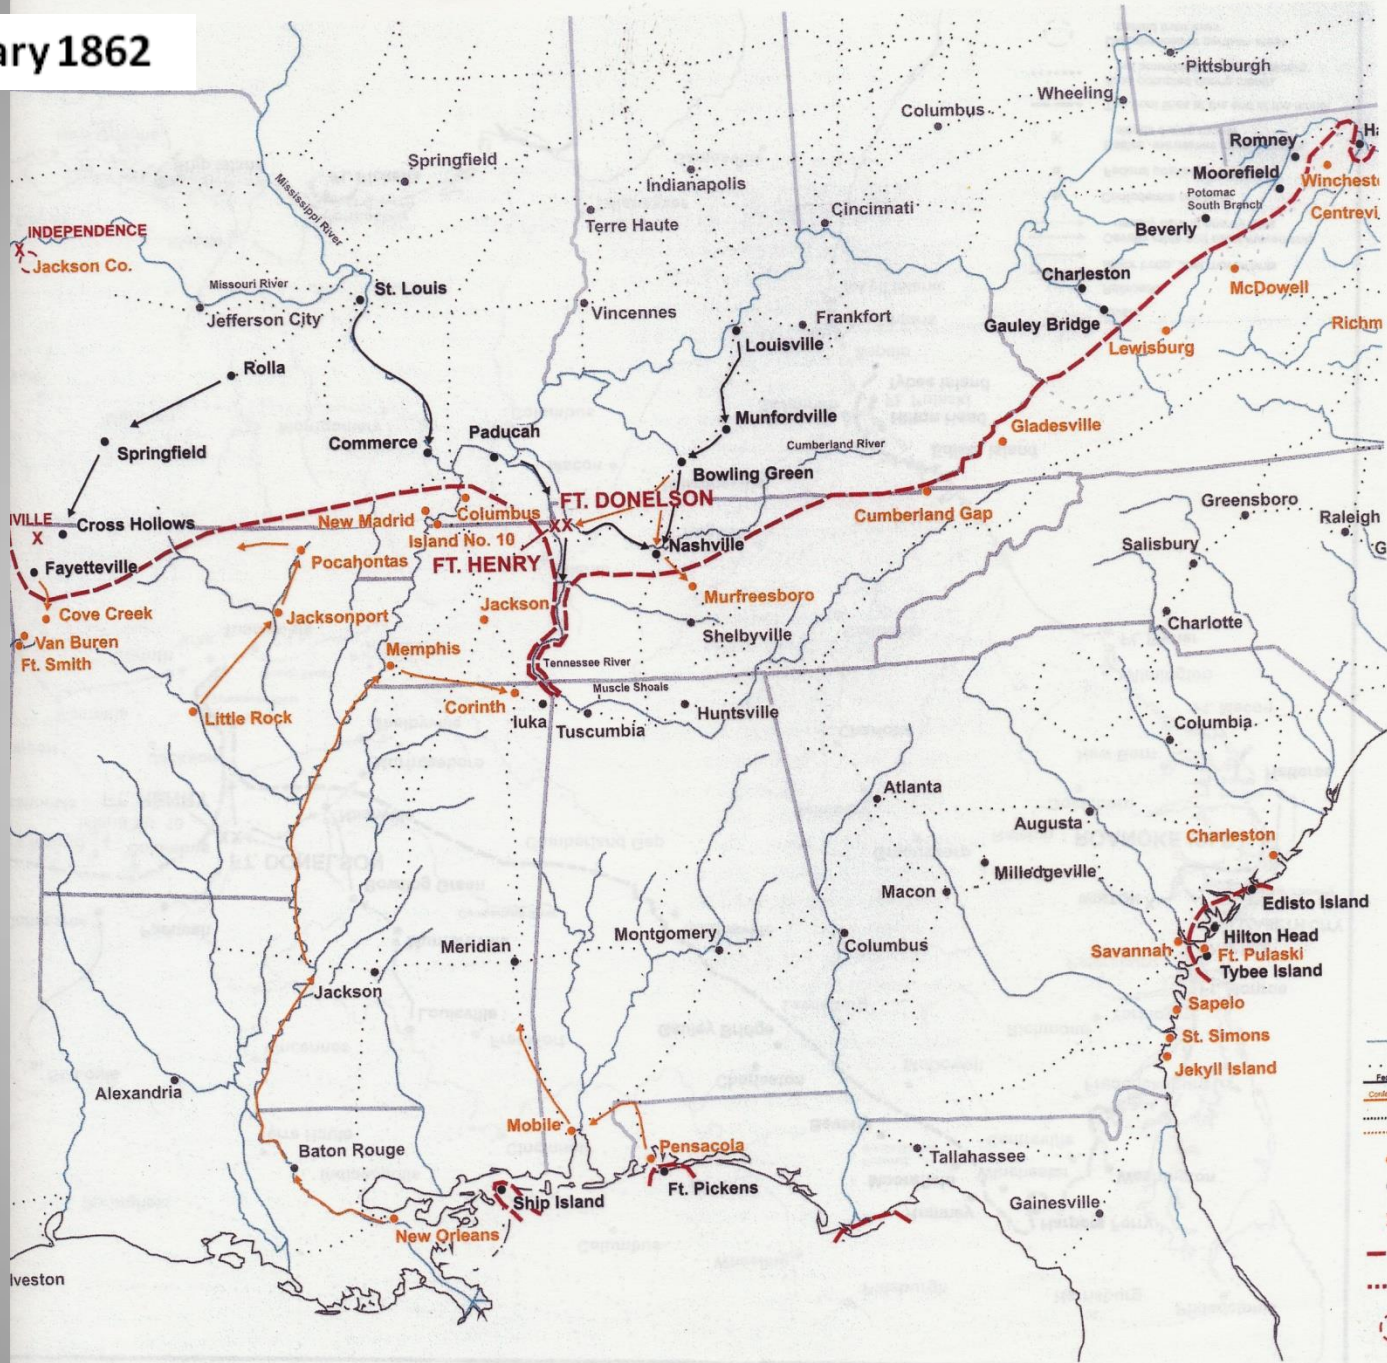 ary 1862
Pittsburgh
Wheeling
Columbus
Romney
Springfield
Moorefield
Indianapolis
Potomac
South Branch
Mississippi River
Cincinnati
Terre Haute
Beverly
INDEPENDENCE
Jackson Co.
Charleston
McDowell
Missouri River
St. Louis
Vincennes
Frankfort
Jefferson City
Gauley Bridge
Louisville
Lewisburg
Rolla
Munfordville
Gladesville
Commerce
Paducah
Cumberland River
Springfield
Bowling Green
FT. DONELSON
XX
Greensboro
Columbus
Cumberland Gap
Raleigh
New Madrid
X
Cross Hollows
Island No. 10
Nashville
Salisbury
Pocahontas
FT. HENRY
Fayetteville
Murfreesboro
Jackson
Cove Creek
Jacksonport
Charlotte
Shelbyville
Van Buren
Memphis
Ft. Smith
Tennessee River
Muscle Shoals
Corinth
Huntsville
Little Rock
Iuka
Tuscumbia
Columbia
Atlanta
Augusta
Charleston
Milledgeville
Macon
Edisto Island
Montgomery
Hilton Head
Meridian
Columbus
Savannah
Ft. Pulaski
Tybee Island
Jackson
Sapelo
St. Simons
Jekyll Island
Alexandria
Mobile
Pensacola
Baton Rouge
Tallahassee
Ft. Pickens
Ship Island
Gainesville
New Orleans
lveston